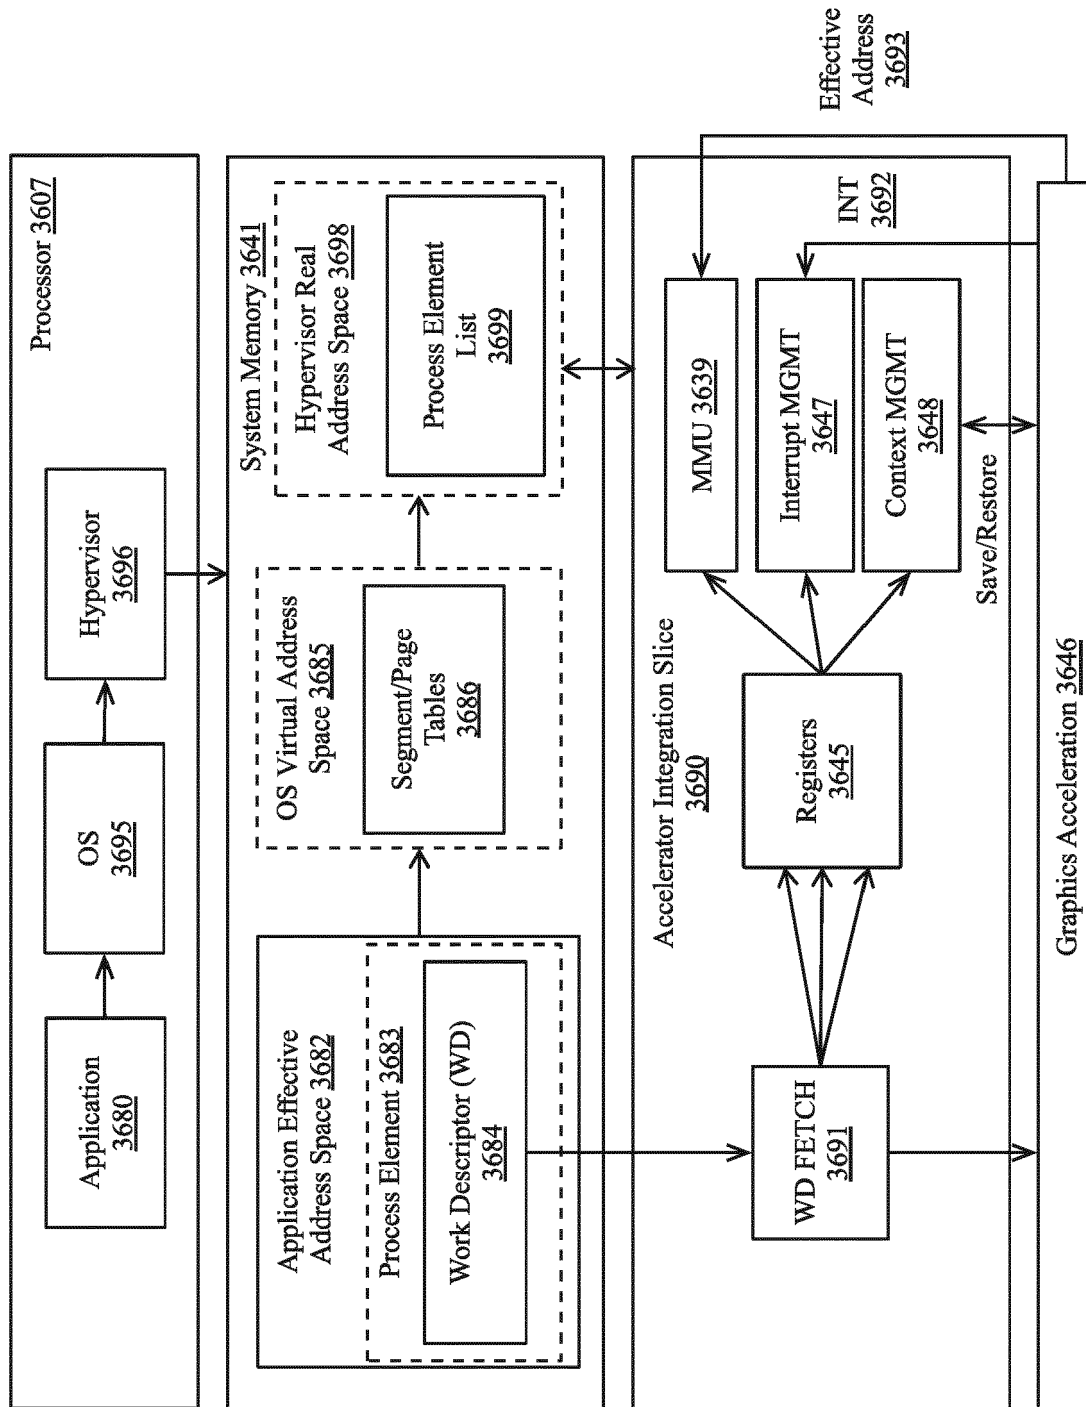 Processor 3607
Application
3680
OS
3695
Hypervisor
3696
System Memory 3641
Application Effective
Address Space 3682
Process Element 3683
Work Descriptor (WD)
3684
OS Virtual Address
Space 3685
Segment/Page
Tables
3686
Hypervisor Real
Address Space 3698
Process Element
List
3699
Accelerator Integration Slice
3690
WD FETCH
3691
Registers
3645
MMU 3639
Interrupt MGMT
3647
Context MGMT
3648
Save/Restore
INT
3692
Effective
Address
3693
Graphics Acceleration 3646